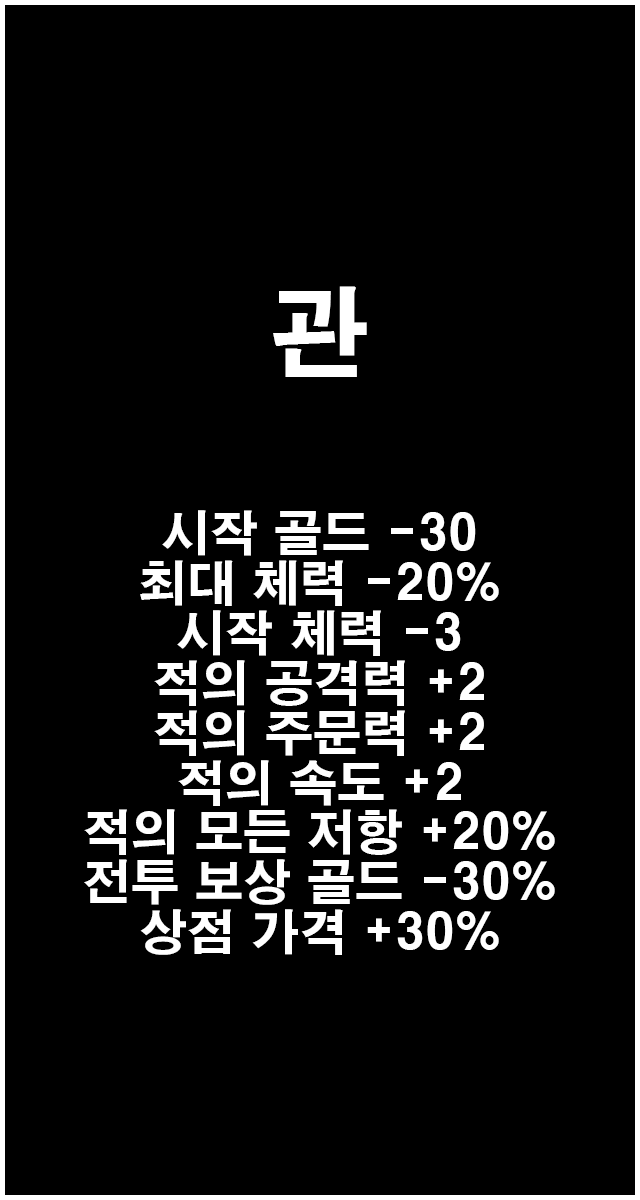 관
시작 골드 -30
최대 체력 -20%
시작 체력 -3
적의 공격력 +2
적의 주문력 +2
적의 속도 +2
적의 모든 저항 +20%
전투 보상 골드 -30%
상점 가격 +30%